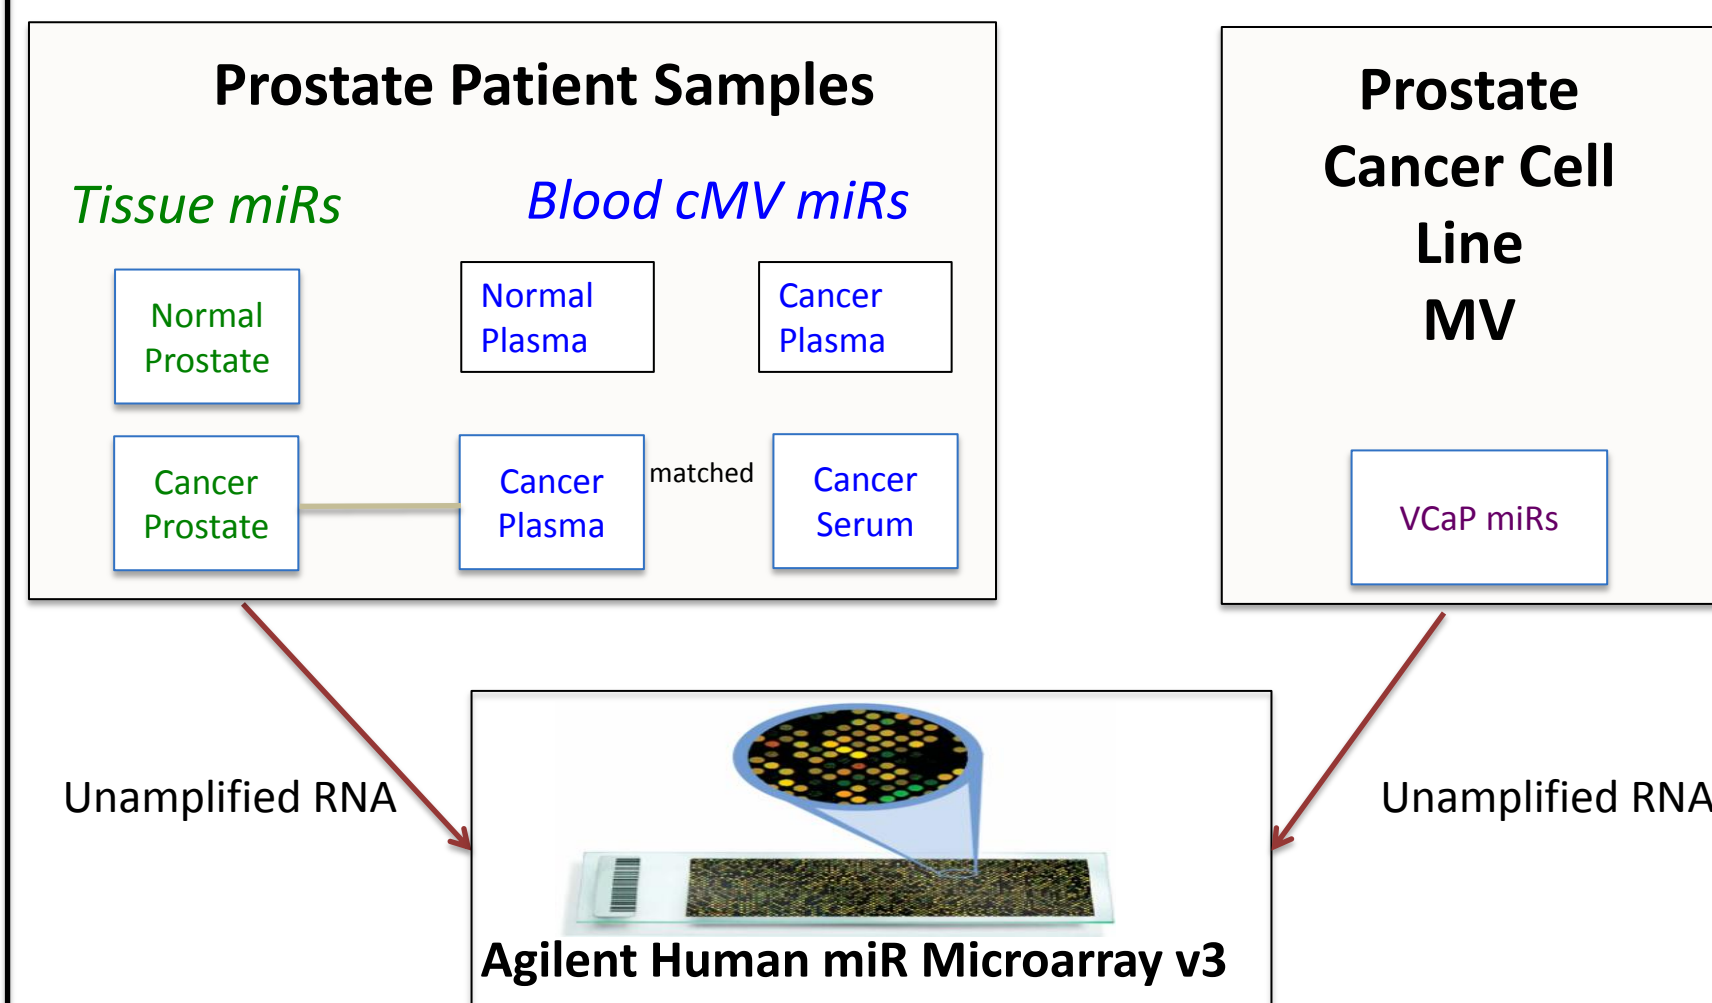 Prostate Patient Samples
Tissue miRs
Blood cMV miRs
Normal
Prostate
Normal
Plasma
Cancer
Plasma
Cancer
Prostate
Cancer
Plasma
matched
Cancer
Serum
Prostate
Cancer Cell
Line
MV
VCaP miRs
Unamplified RNA
Unamplified RNA
Agilent Human miR Microarray v3